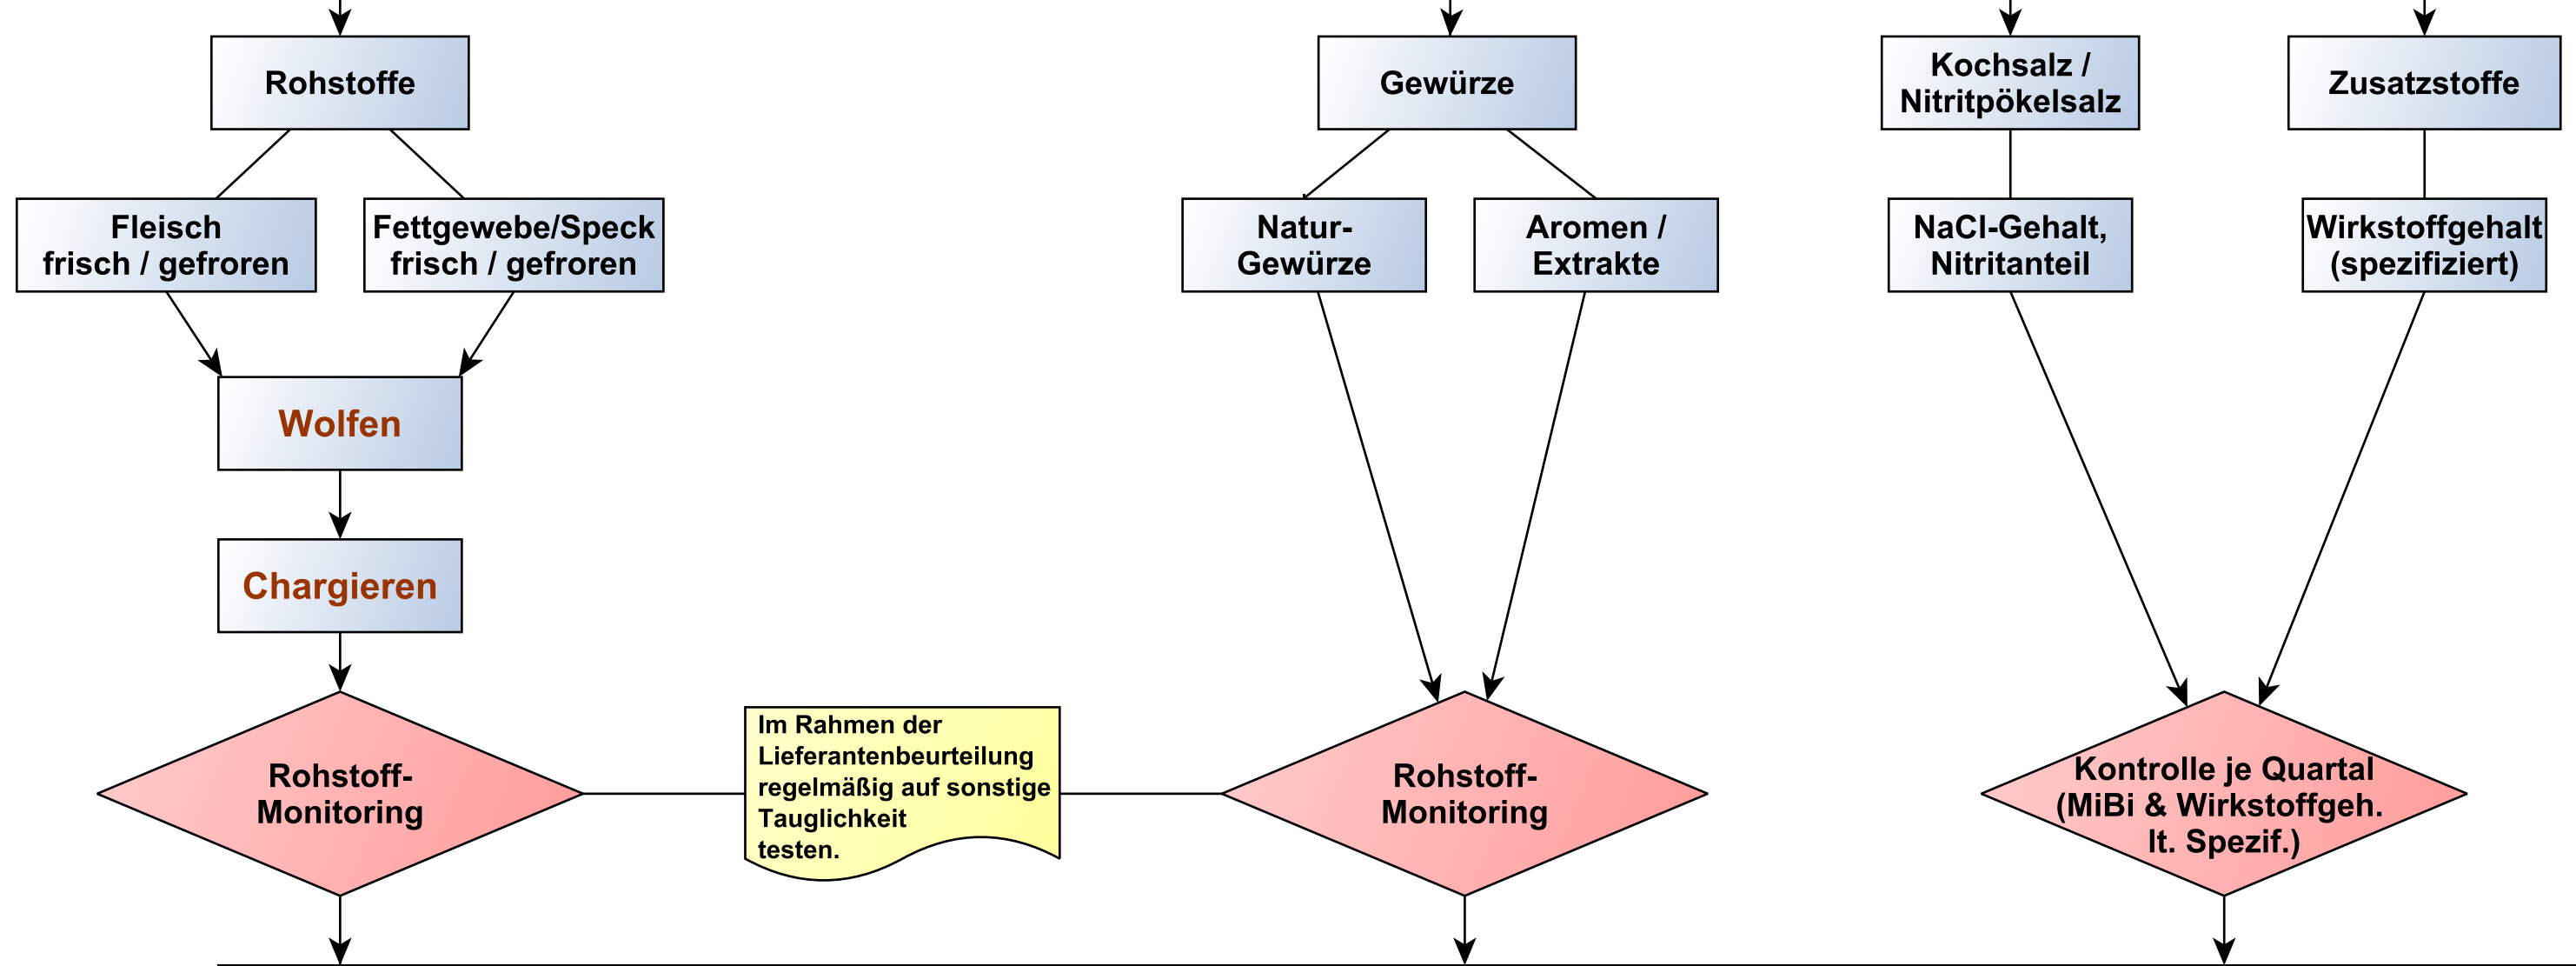 Rohstoffe
Gewürze
Kochsalz /
Nitritpökelsalz
Zusatzstoffe
Fleisch
frisch / gefroren
Fettgewebe/Speck
frisch / gefroren
Natur-
Gewürze
Aromen /
Extrakte
NaCl-Gehalt,
Nitritanteil
Wirkstoffgehalt
(spezifiziert)
Wolfen
Chargieren
Rohstoff-
Monitoring
Im Rahmen der
Lieferantenbeurteilung
regelmäßig auf sonstige
Tauglichkeit
testen.
Rohstoff-
Monitoring
Kontrolle je Quartal
(MiBi & Wirkstoffgeh.
lt. Spezif.)